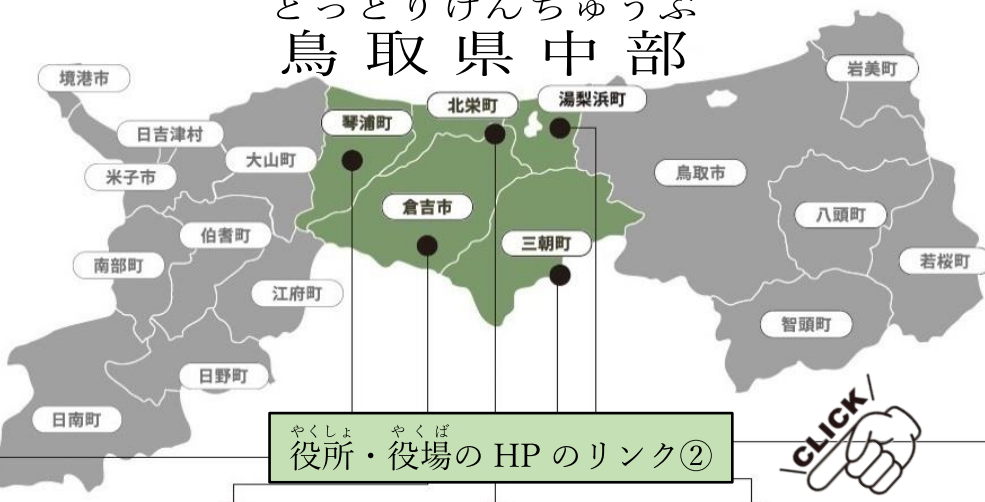 とっとりけんちゅうぶ
鳥取県中部
境港市
岩美町
湯梨浜町
北栄町
琴浦町
日吉津村
大山町
米子市
鳥取市
倉吉市
八頭町
伯耆町
三朝町
南部町
若桜町
江府町
智頭町
日野町
日南町
CLICK
やくしょ やくば
役所・役場の HP のリンク②